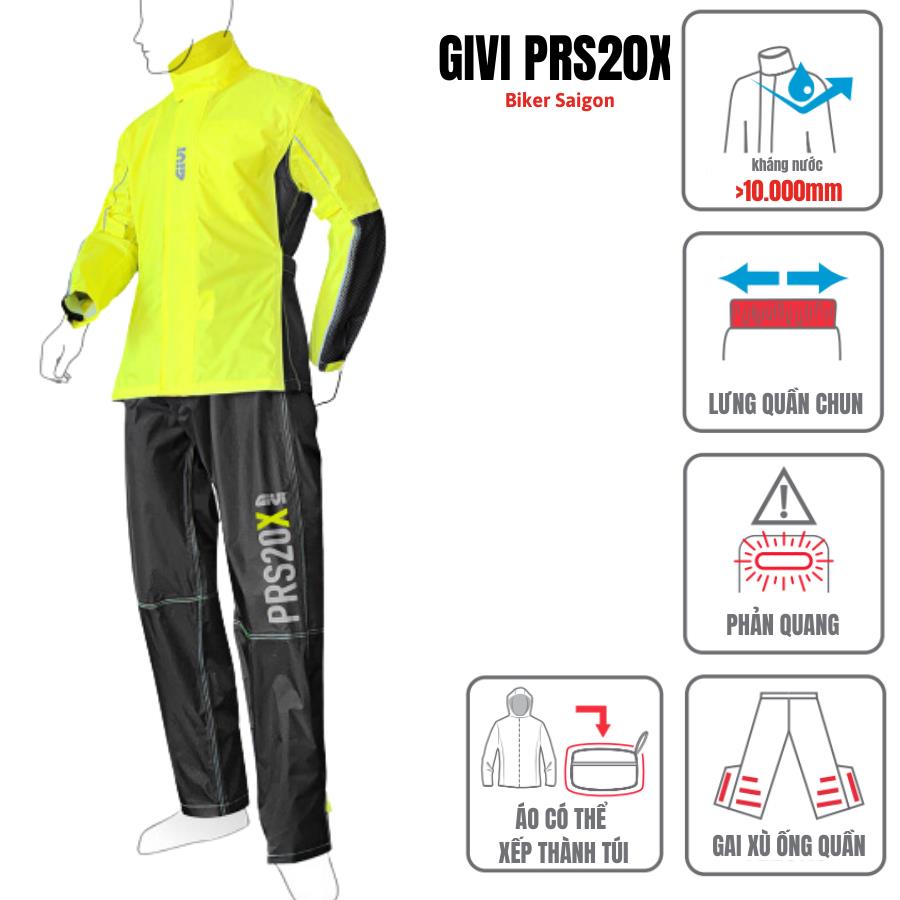 GIVI PRS20X
Biker Saigon
kháng nước
>10.000mm
LƯNG QUẦN CHUN
PHẢN QUANG
ÁO CÓ THỂ
XẾP THÀNH TÚI
GAI XÙ ỐNG QUẦN
GIVI
GIVI
PRS20X